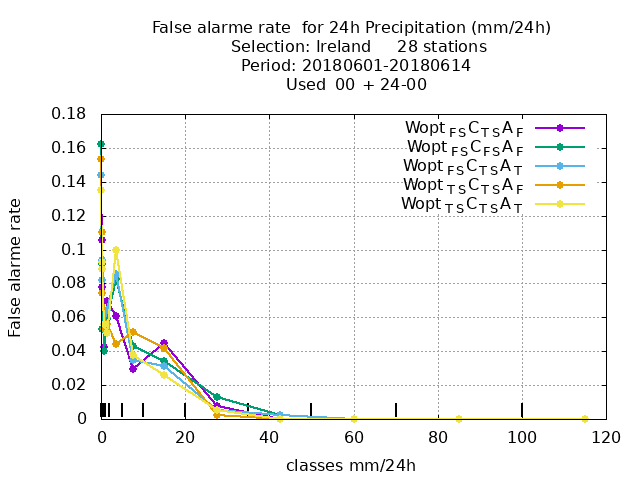 False alarme rate  for 24h Precipitation (mm/24h)
Selection: Ireland     28 stations
Period: 20180601-20180614
Used  00 + 24-00
Wopt FS C TS A F
Wopt FS C FS A F
Wopt FS C TS A T
Wopt TS C TS A F
Wopt TS C TS A T
False alarme rate
0.18
0.16
0.14
0.12
0.1
0.08
0.06
0.04
0.02
0
0 20 40 60 80 100 120
classes mm/24h